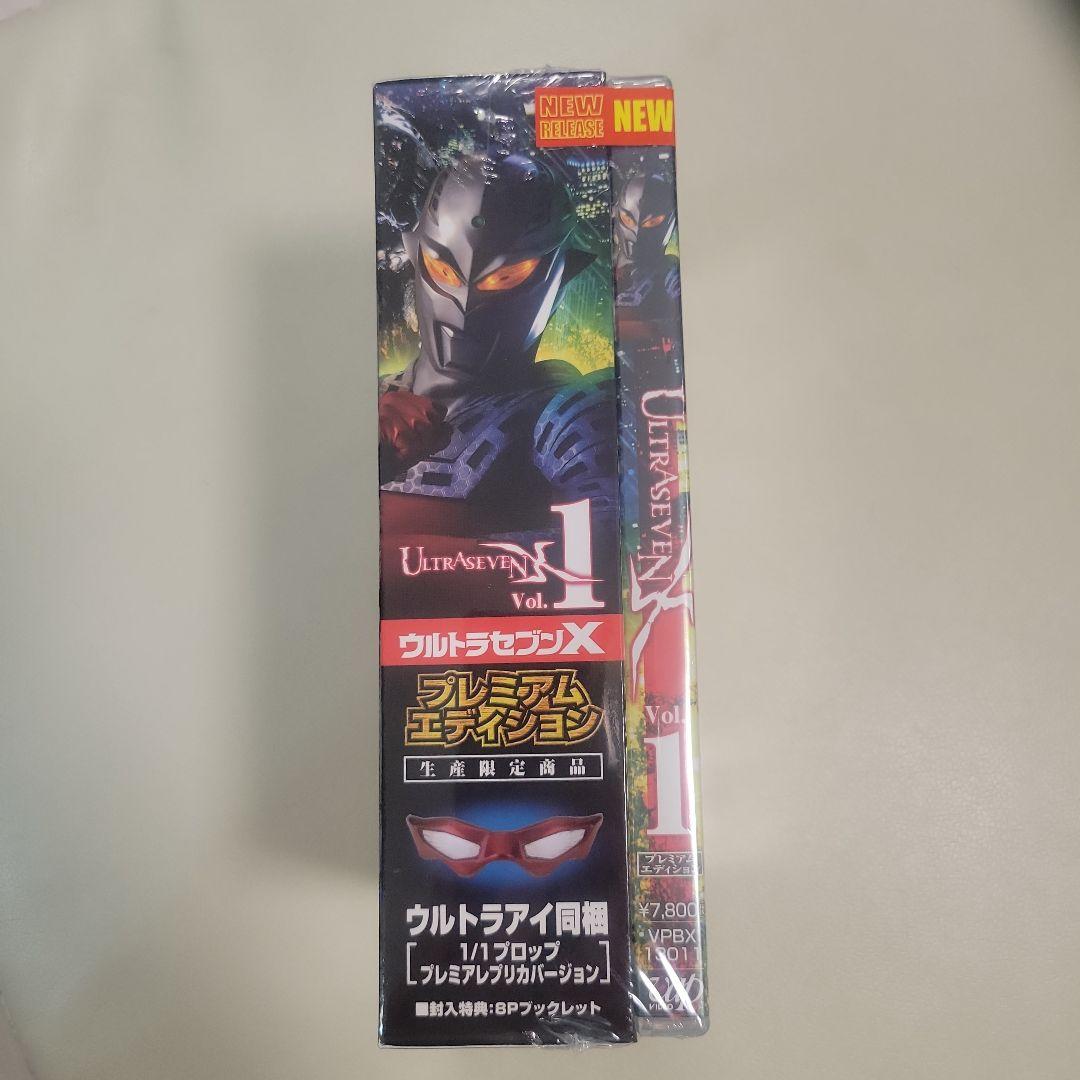 NEW
RELEASE
NEW
ULTRASEVEN X
Vol.1
ウルトラセブンX
プレミアム
エディション
生産限定商品
ウルトラアイ同梱
1/1プロップ
プレミアレプリカバージョン
■封入特典:8Pブックレット
ULTRASEVEN X
Vol.
1
プレミアム
エディション
¥7,800
VPBX
13011
vap
VIDEO